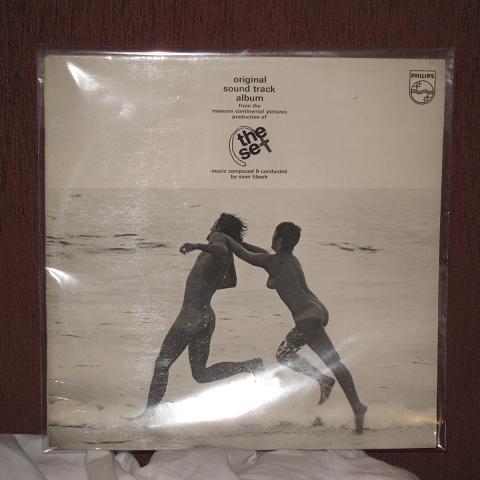 original
sound track
album
from the
mawson continental pictures
production of
the
set
music composed & conducted
by sven libaek
PHILIPS